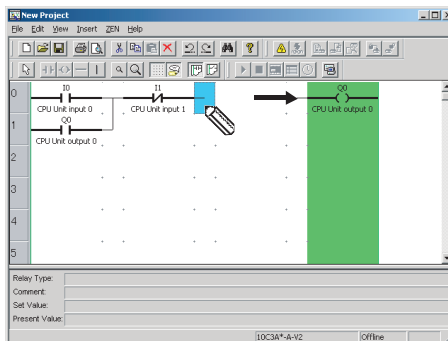 New Project
File Edit View Insert ZEN Help
0
I0
I1
Q0
CPU Unit input 0
CPU Unit input 1
CPU Unit output 0
1
Q0
CPU Unit output 0
2
3
4
5
Relay Type:
Comment:
Set Value:
Present Value:
10C3A*-A-V2
Offline